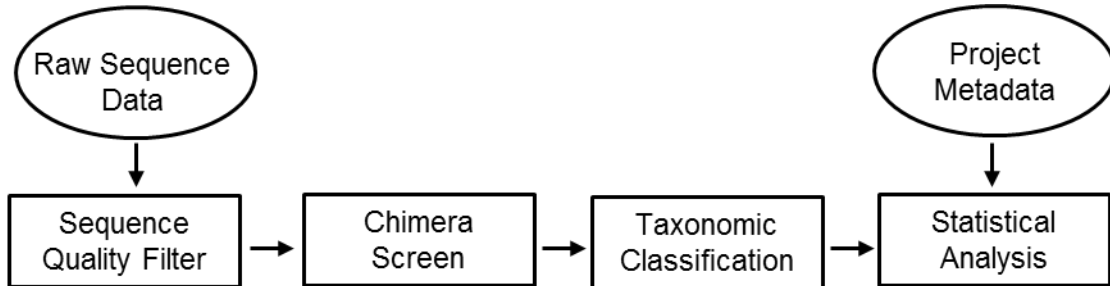 Raw Sequence
Data
Project
Metadata
Sequence
Quality Filter
Chimera
Screen
Taxonomic
Classification
Statistical
Analysis